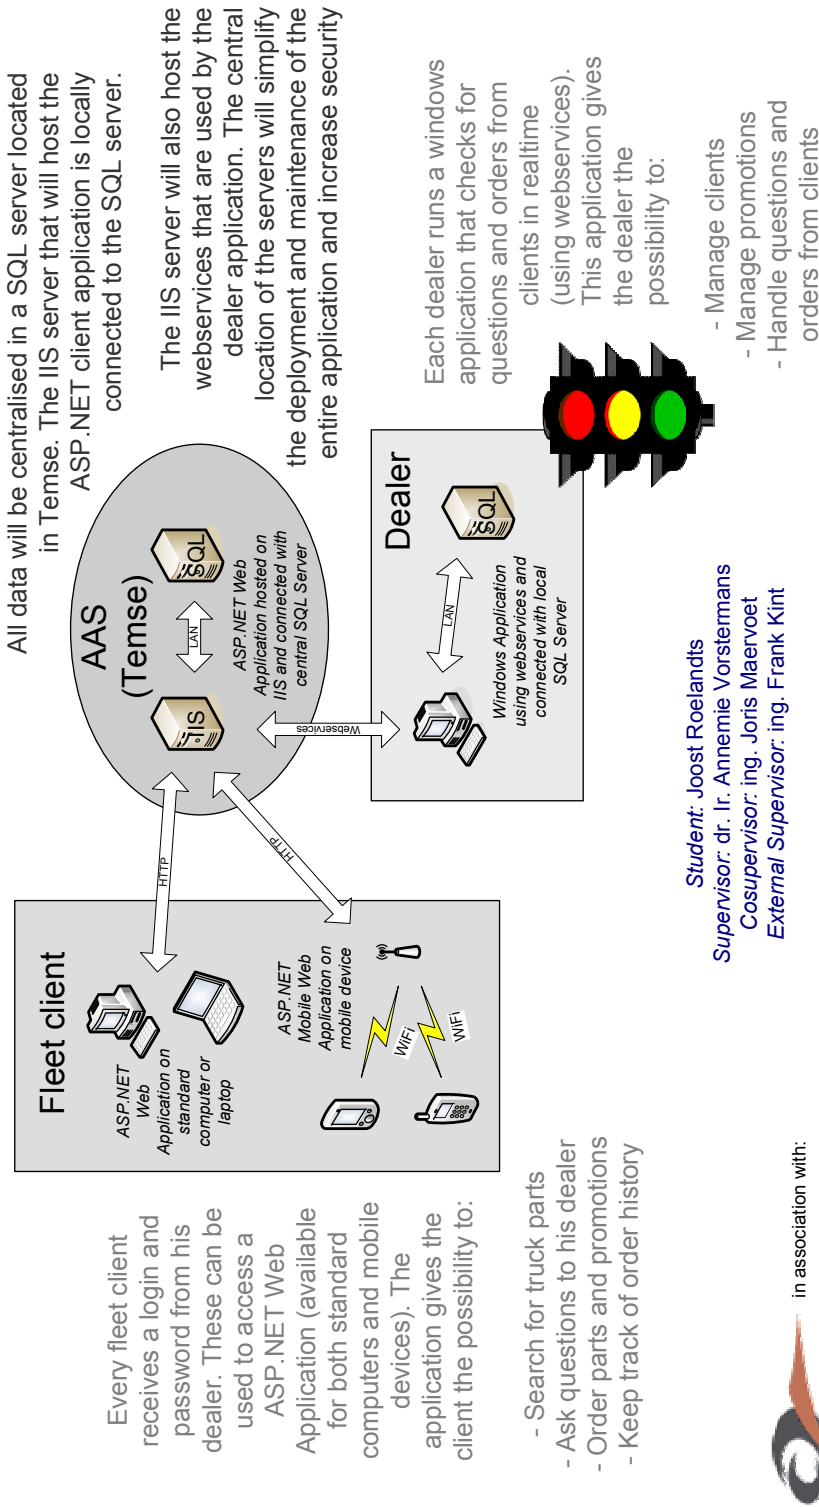 Every fleet client
receives a login and
password from his
dealer. These can be
used to access a
ASP.NET Web
Application (available
for both standard
computers and mobile
devices). The
application gives the
client the possibility to:
- Search for truck parts
- Ask questions to his dealer
- Order parts and promotions
- Keep track of order history
Fleet client
ASP.NET
Web
Application on
standard
computer or
laptop
ASP.NET
Mobile Web
Application on
mobile device
WiFi
WiFi
HTTP
HTTP
AAS
(Temse)
IIS
LAN
SQL
ASP.NET Web
Application hosted on
IIS and connected with
central SQL Server
Webservices
Dealer
LAN
SQL
Windows Application
using webservices and
connected with local
SQL Server
All data will be centralised in a SQL server located
in Temse. The IIS server that will host the
ASP.NET client application is locally
connected to the SQL server.
The IIS server will also host the
webservices that are used by the
dealer application. The central
location of the servers will simplify
the deployment and maintenance of the
entire application and increase security
Each dealer runs a windows
application that checks for
questions and orders from
clients in realtime
(using webservices).
This application gives
the dealer the
possibility to:
- Manage clients
- Manage promotions
- Handle questions and
orders from clients
Student: Joost Roelandts
Supervisor: dr. Ir. Annemie Vorstermans
Cosupervisor: ing. Joris Maervoet
External Supervisor: ing. Frank Kint
in association with: